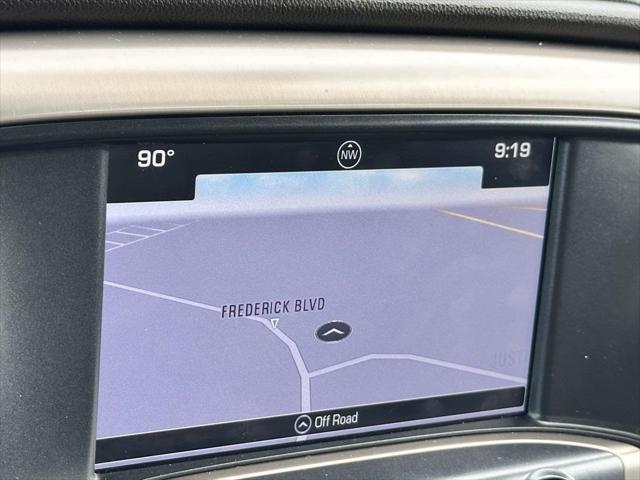 90°
NW
9:19
FREDERICK BLVD
Off Road